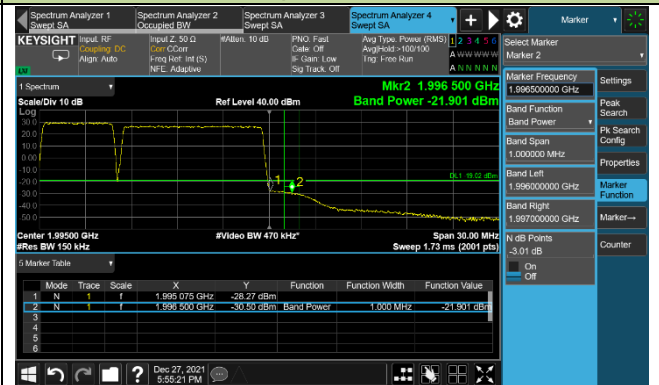 Spectrum Analyzer 1
Swept SA
Spectrum Analyzer 2
Occupied BW
Spectrum Analyzer 3
Swept SA
Spectrum Analyzer 4
Swept SA
Marker
KEYSIGHT
LXI
Input: RF
Coupling: DC
Align: Auto
Input Z: 50 Ω
Corr CCorr
Freq Ref: Int (S)
NFE: Adaptive
#Atten: 10 dB
PNO: Fast
Gate: Off
IF Gain: Low
Sig Track: Off
Avg Type: Power (RMS)
Avg|Hold:>100/100
Trig: Free Run
1 2 3 4 5 6
A W W W W W
A N N N N N
1 Spectrum
Scale/Div 10 dB
Ref Level 40.00 dBm
Mkr2 1.996 500 GHz
Band Power -21.901 dBm
Log
30.0
20.0
10.0
0.00
-10.0
-20.0
-30.0
-40.0
-50.0
1
2
Center 1.99500 GHz
#Res BW 150 kHz
#Video BW 470 kHz*
Span 30.00 MHz
Sweep 1.73 ms (2001 pts)
5 Marker Table
Mode Trace Scale X Y Function Function Width Function Value
1 N 1 f 1.995 075 GHz -28.27 dBm
2 N 1 f 1.996 500 GHz -30.50 dBm Band Power 1.000 MHz -21.901 dBm
3
4
5
6
Dec 27, 2021
5:55:21 PM
Select Marker
Marker 2
Marker Frequency
1.996500000 GHz
Band Function
Band Power
Band Span
1.000000 MHz
Band Left
1.996000000 GHz
Band Right
1.997000000 GHz
N dB Points
-3.01 dB
On
Off
Settings
Peak
Search
Pk Search
Config
Properties
Marker
Function
Marker→
Counter